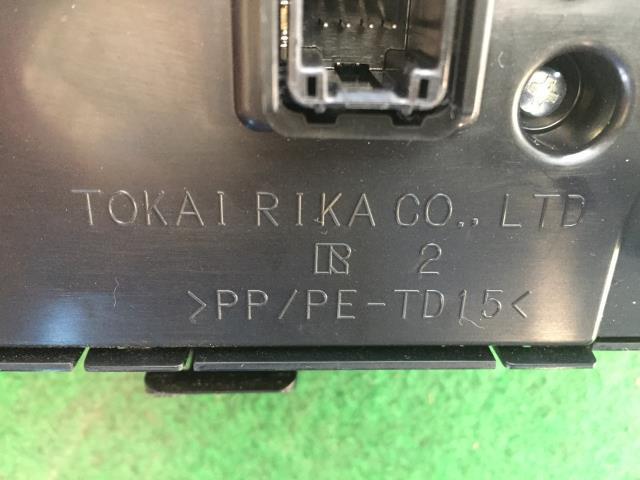 TOKAI RIKA CO., LTD
R 2
>PP/PE-TD15<